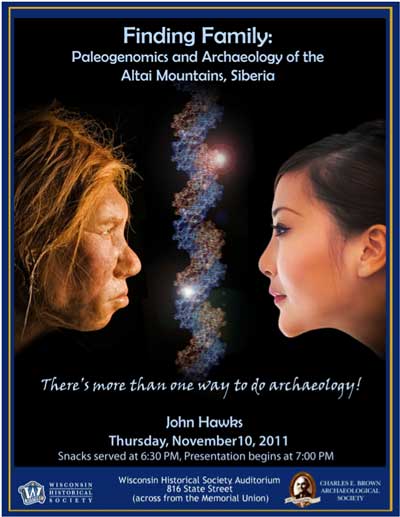 Finding Family:
Paleogenomics and Archaeology of the
Altai Mountains, Siberia
There's more than one way to do archaeology!
John Hawks
Thursday, November10, 2011
Snacks served at 6:30 PM, Presentation begins at 7:00 PM
WISCONSIN
HISTORICAL
SOCIETY
Wisconsin Historical Society Auditorium
816 State Street
(across from the Memorial Union)
CHARLES E. BROWN
ARCHAEOLOGICAL
SOCIETY